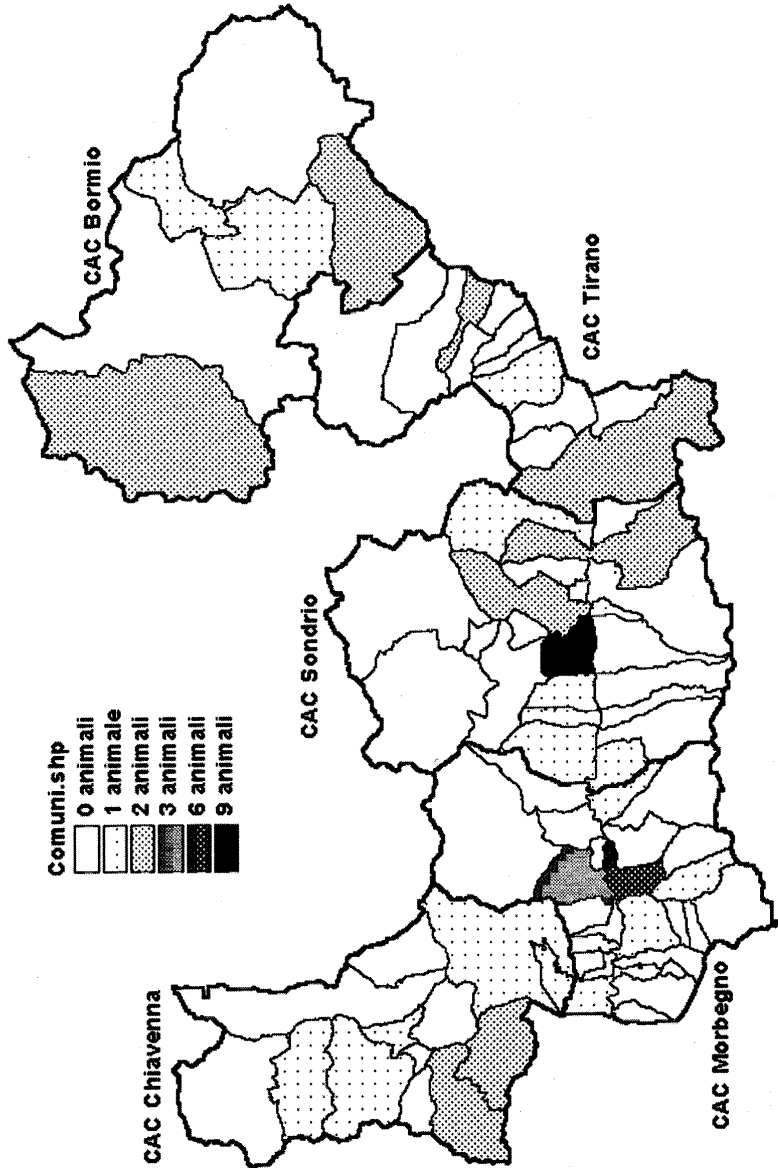 CAC Chiavenna
Comuni.shp
0 animali
1 animale
2 animali
3 animali
6 animali
9 animali
CAC Sondrio
CAC Bormio
CAC Morbegno
CAC Tirano